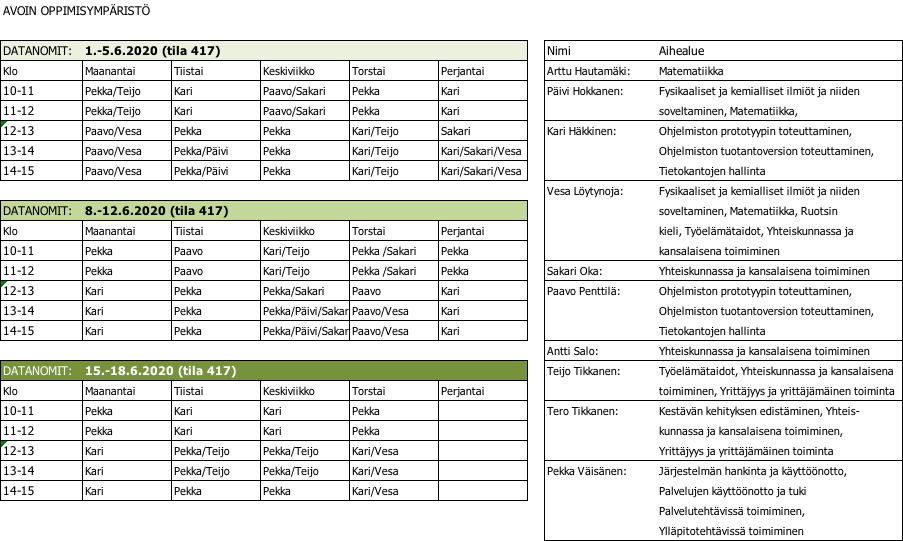 AVOIN OPPIMISYMPÄRISTÖ
DATANOMIT: 1.-5.6.2020 (tila 417)
Klo Maanantai Tiistai Keskiviikko Torstai Perjantai
10-11 Pekka/Teijo Kari Paavo/Sakari Pekka Kari
11-12 Pekka/Teijo Kari Paavo/Sakari Pekka Kari
12-13 Paavo/Vesa Pekka Pekka Kari/Teijo Sakari
13-14 Paavo/Vesa Pekka/Päivi Pekka Kari/Teijo Kari/Sakari/Vesa
14-15 Paavo/Vesa Pekka/Päivi Pekka Kari/Teijo Kari/Sakari/Vesa
DATANOMIT: 8.-12.6.2020 (tila 417)
Klo Maanantai Tiistai Keskiviikko Torstai Perjantai
10-11 Pekka Paavo Kari/Teijo Pekka /Sakari Pekka
11-12 Pekka Paavo Kari/Teijo Pekka /Sakari Pekka
12-13 Kari Pekka Pekka/Sakari Paavo Kari
13-14 Kari Pekka Pekka/Päivi/Sakar Paavo/Vesa Kari
14-15 Kari Pekka Pekka/Päivi/Sakar Paavo/Vesa Kari
DATANOMIT: 15.-18.6.2020 (tila 417)
Klo Maanantai Tiistai Keskiviikko Torstai Perjantai
10-11 Pekka Kari Kari Pekka
11-12 Pekka Kari Kari Pekka
12-13 Kari Pekka/Teijo Pekka/Teijo Kari/Vesa
13-14 Kari Pekka/Teijo Pekka/Teijo Kari/Vesa
14-15 Kari Pekka Pekka Kari/Vesa
Nimi Aihealue
Arttu Hautamäki: Matematiikka
Päivi Hokkanen: Fysikaaliset ja kemialliset ilmiöt ja niiden
soveltaminen, Matematiikka,
Kari Häkkinen: Ohjelmiston prototyypin toteuttaminen,
Ohjelmiston tuotantoversion toteuttaminen,
Tietokantojen hallinta
Vesa Löytynoja: Fysikaaliset ja kemialliset ilmiöt ja niiden
soveltaminen, Matematiikka, Ruotsin
kieli, Työelämätaidot, Yhteiskunnassa ja
kansalaisena toimiminen
Sakari Oka: Yhteiskunnassa ja kansalaisena toimiminen
Paavo Penttilä: Ohjelmiston prototyypin toteuttaminen,
Ohjelmiston tuotantoversion toteuttaminen,
Tietokantojen hallinta
Antti Salo: Yhteiskunnassa ja kansalaisena toimiminen
Teijo Tikkanen: Työelämätaidot, Yhteiskunnassa ja kansalaisena
toimiminen, Yrittäjyys ja yrittäjämäinen toiminta
Tero Tikkanen: Kestävän kehityksen edistäminen, Yhteis-
kunnassa ja kansalaisena toimiminen,
Yrittäjyys ja yrittäjämäinen toiminta
Pekka Väisänen: Järjestelmän hankinta ja käyttöönotto,
Palvelujen käyttöönotto ja tuki
Palvelutehtävissä toimiminen,
Ylläpitotehtävissä toimiminen